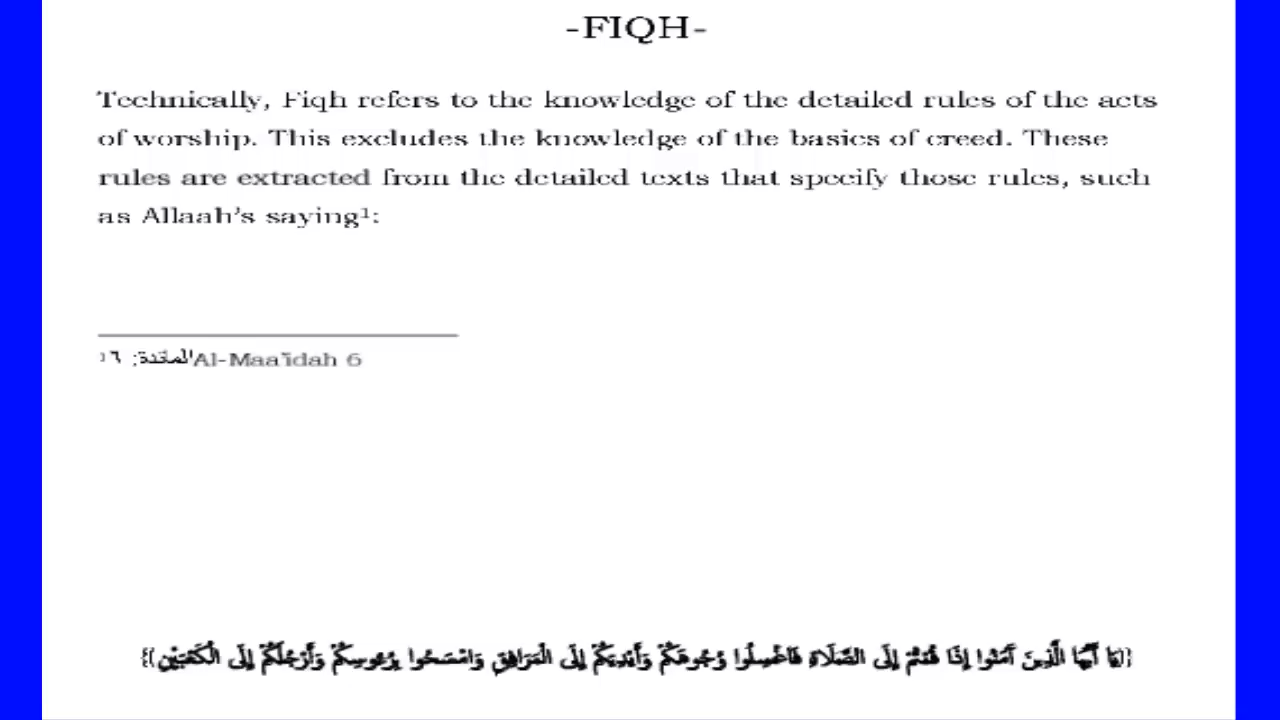 -FIQH-
Technically, Fiqh refers to the knowledge of the detailed rules of the acts
of worship. This excludes the knowledge of the basics of creed. These
rules are extracted from the detailed texts that specify those rules, such
as Allaah's saying¹:
¹ المائدة: ٦ Al-Maa'idah 6
{{يَا أَيُّهَا الَّذِينَ آمَنُوا إِذَا قُمْتُمْ إِلَى الصَّلَاةِ فَاغْسِلُوا وُجُوهَكُمْ وَأَيْدِيَكُمْ إِلَى الْمَرَافِقِ وَامْسَحُوا بِرُءُوسِكُمْ وَأَرْجُلَكُمْ إِلَى الْكَعْبَيْنِ}}